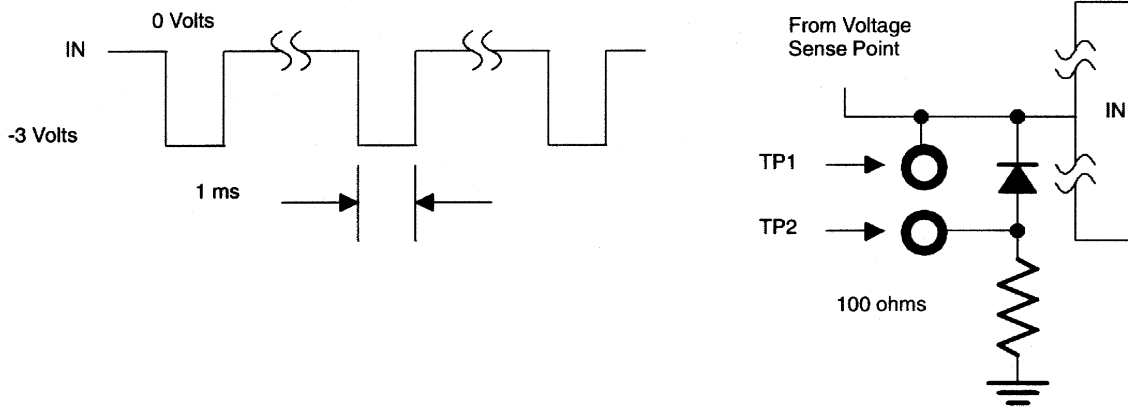 0 Volts
IN
-3 Volts
1 ms
From Voltage
Sense Point
IN
TP1
TP2
100 ohms